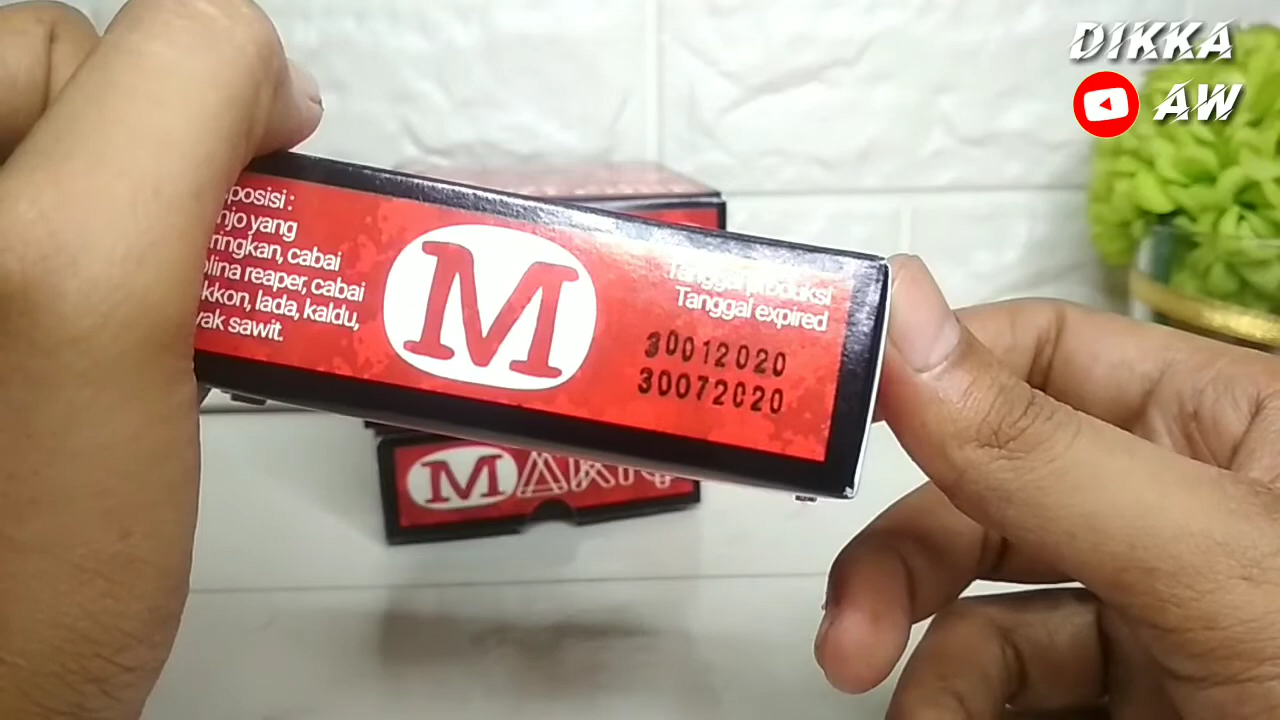 DIKKA
AW
posisi :
njo yang
ringkan, cabai
lina reaper, cabai
kkon, lada, kaldu,
yak sawit.
M
Tanggal produksi
Tanggal expired
30012020
30072020
M